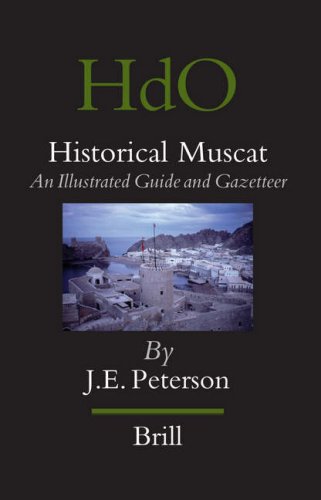 HdO
Historical Muscat
An Illustrated Guide and Gazetteer
By
J.E. Peterson
Brill